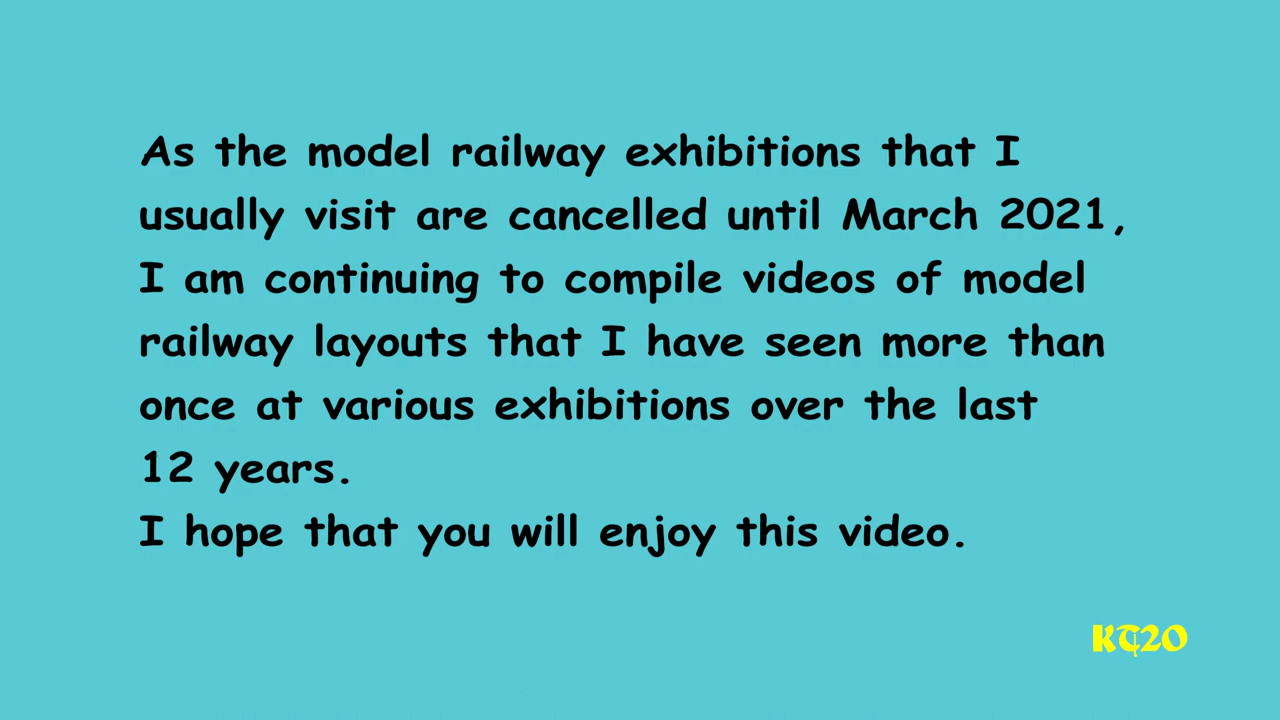 As the model railway exhibitions that I
usually visit are cancelled until March 2021,
I am continuing to compile videos of model
railway layouts that I have seen more than
once at various exhibitions over the last
12 years.
I hope that you will enjoy this video.
KT20